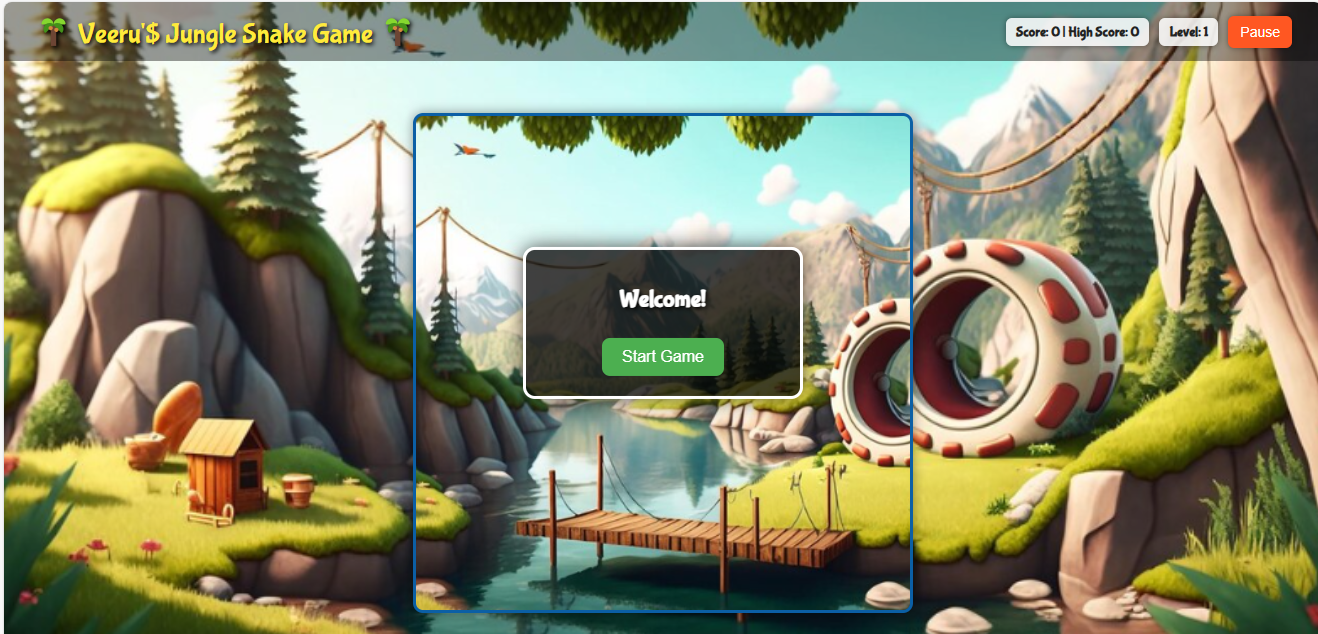 🌴 Veeru'$ Jungle Snake Game 🌴
Score: 0 | High Score: 0
Level: 1
Pause
Welcome!
Start Game